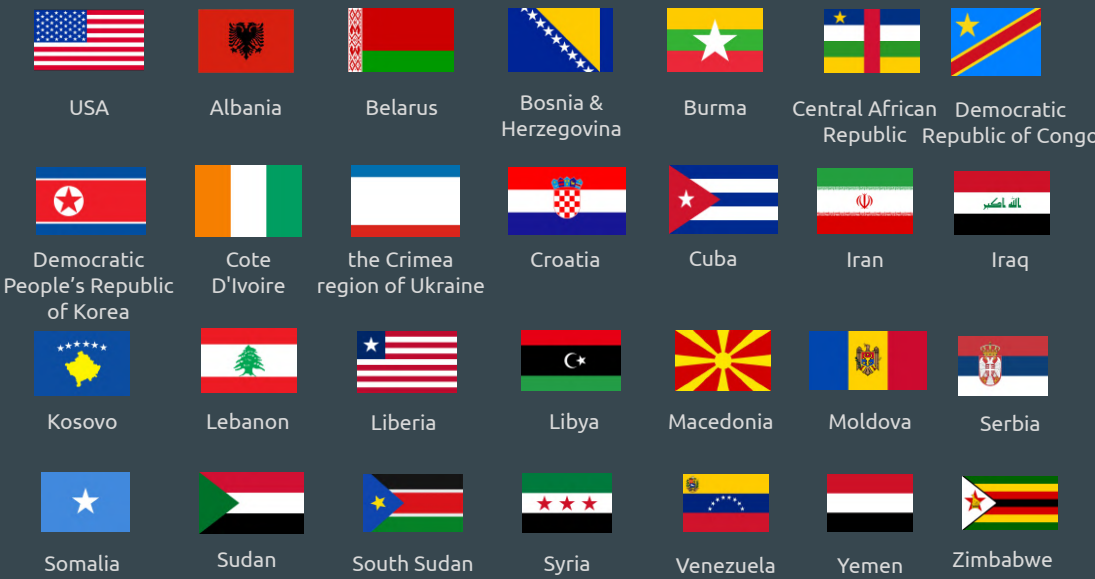 USA
Albania
Belarus
Bosnia &
Herzegovina
Burma
Central African
Republic
Democratic
Republic of Congo
Democratic
People’s Republic
of Korea
Cote
D'Ivoire
the Crimea
region of Ukraine
Croatia
Cuba
Iran
Iraq
الله اكبر
Kosovo
Lebanon
Liberia
Libya
Macedonia
Moldova
Serbia
Somalia
Sudan
South Sudan
Syria
Venezuela
Yemen
Zimbabwe